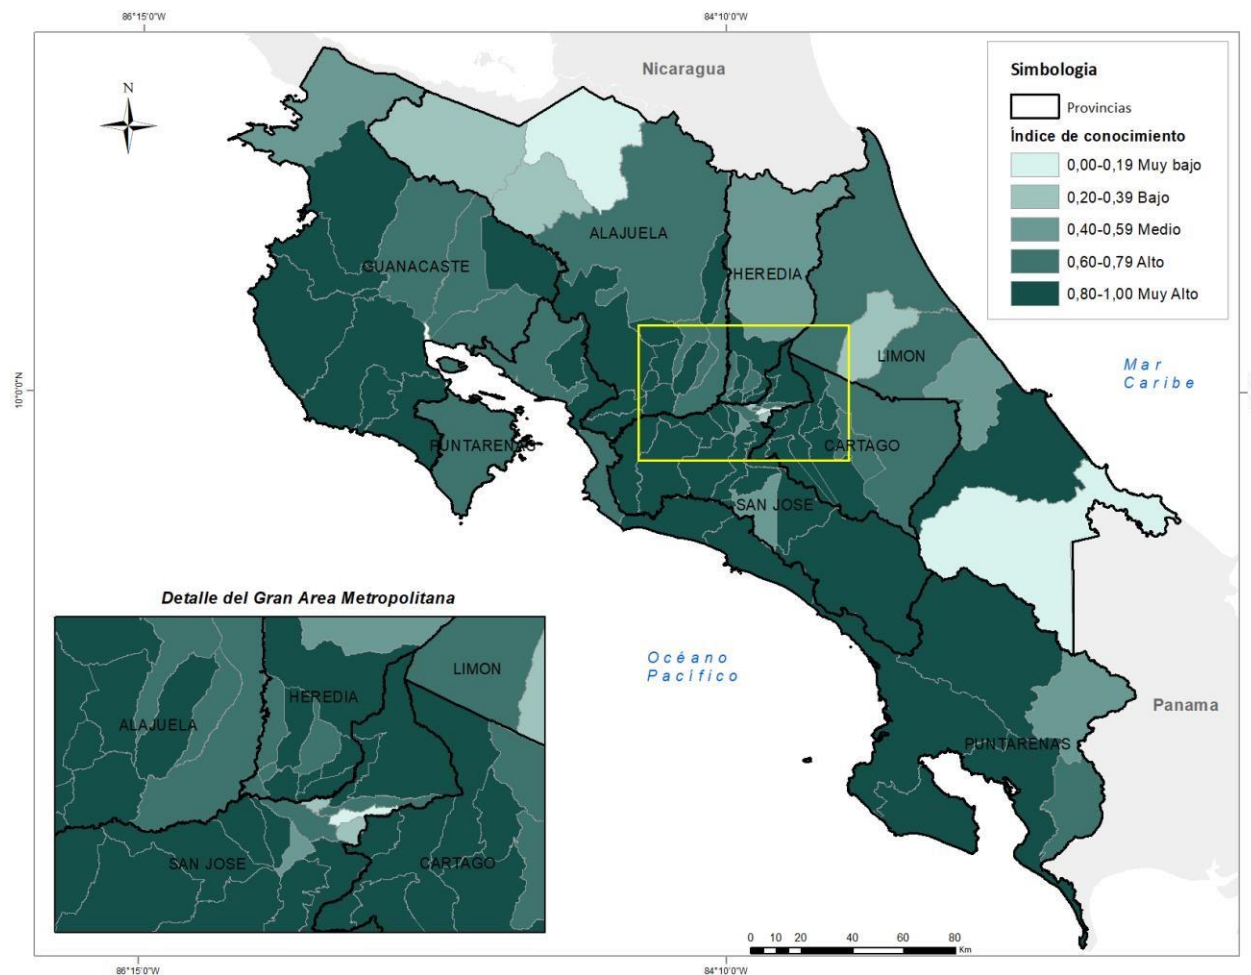 86°15'0"W
84°10'0"W
N
Nicaragua
Simbologia
Provincias
Índice de conocimiento
0,00-0,19 Muy bajo
0,20-0,39 Bajo
0,40-0,59 Medio
0,60-0,79 Alto
0,80-1,00 Muy Alto
ALAJUELA
GUANACASTE
HEREDIA
LIMON
Mar
Caribe
10°0'0"N
PUNTARENAS
CARTAGO
SAN JOSE
Detalle del Gran Area Metropolitana
Océano
Pacífico
LIMON
HEREDIA
ALAJUELA
Panama
PUNTARENAS
SAN JOSE
CARTAGO
0 5 10 20 40 60 80
Km
86°15'0"W
84°10'0"W